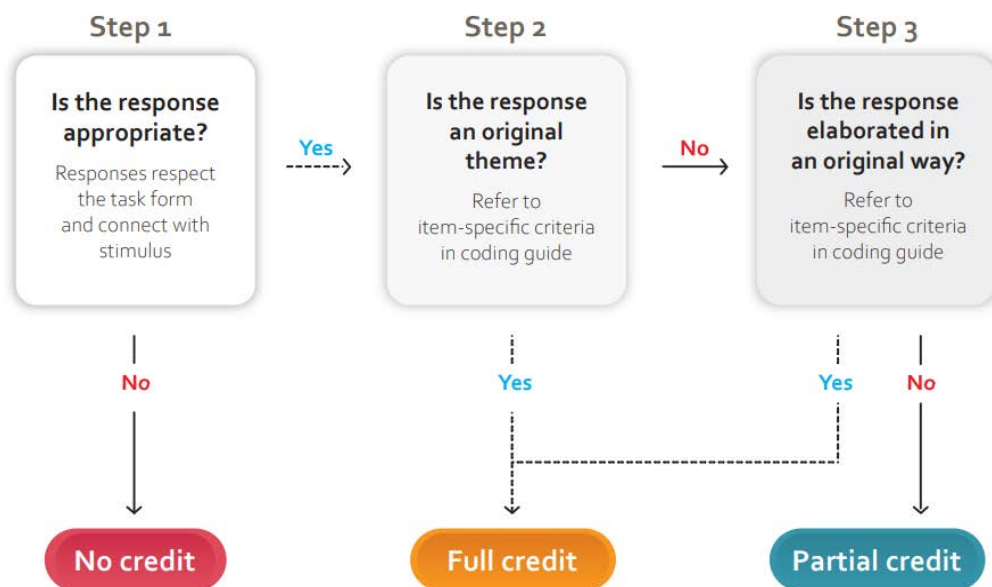 Step 1
Step 2
Step 3
Is the response
appropriate?
Responses respect
the task form
and connect with
stimulus
Yes
Is the response
an original
theme?
Refer to
item-specific criteria
in coding guide
No
Is the response
elaborated in
an original way?
Refer to
item-specific criteria
in coding guide
No
Yes
Yes
No
No credit
Full credit
Partial credit